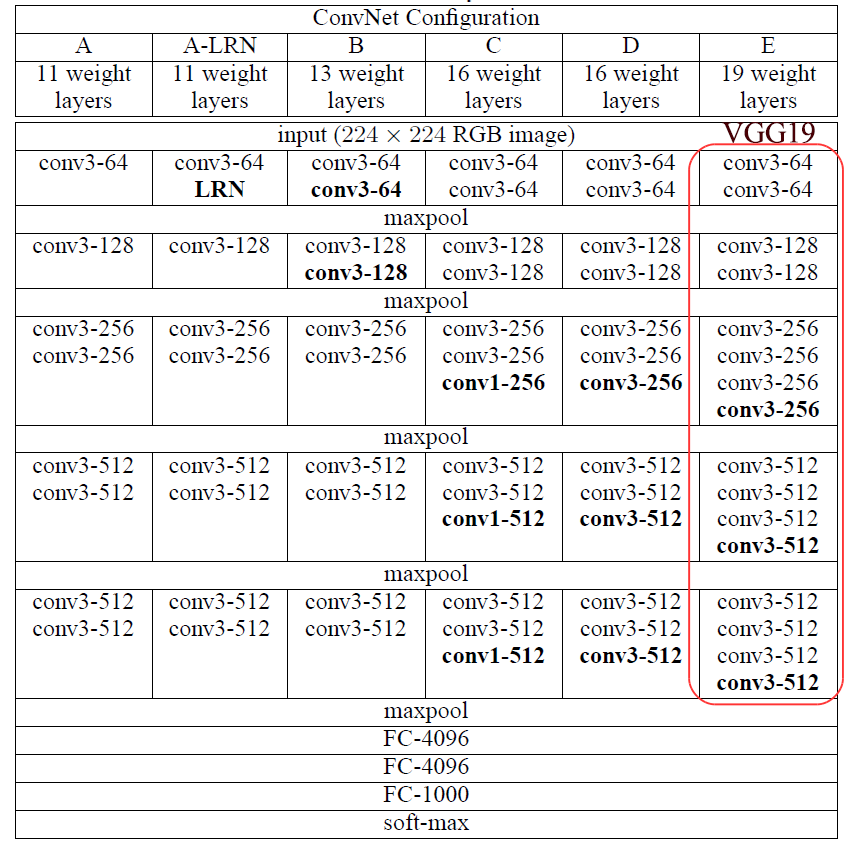 ConvNet Configuration
A A-LRN B C D E
11 weight 11 weight 13 weight 16 weight 16 weight 19 weight
layers layers layers layers layers layers
input (224 × 224 RGB image) VGG19
conv3-64 conv3-64 conv3-64 conv3-64 conv3-64 conv3-64
LRN conv3-64 conv3-64 conv3-64 conv3-64
maxpool
conv3-128 conv3-128 conv3-128 conv3-128 conv3-128 conv3-128
conv3-128 conv3-128 conv3-128 conv3-128
maxpool
conv3-256 conv3-256 conv3-256 conv3-256 conv3-256 conv3-256
conv3-256 conv3-256 conv3-256 conv3-256 conv3-256 conv3-256
conv1-256 conv3-256 conv3-256
conv3-256
maxpool
conv3-512 conv3-512 conv3-512 conv3-512 conv3-512 conv3-512
conv3-512 conv3-512 conv3-512 conv3-512 conv3-512 conv3-512
conv1-512 conv3-512 conv3-512
conv3-512
maxpool
conv3-512 conv3-512 conv3-512 conv3-512 conv3-512 conv3-512
conv3-512 conv3-512 conv3-512 conv3-512 conv3-512 conv3-512
conv1-512 conv3-512 conv3-512
conv3-512
maxpool
FC-4096
FC-4096
FC-1000
soft-max